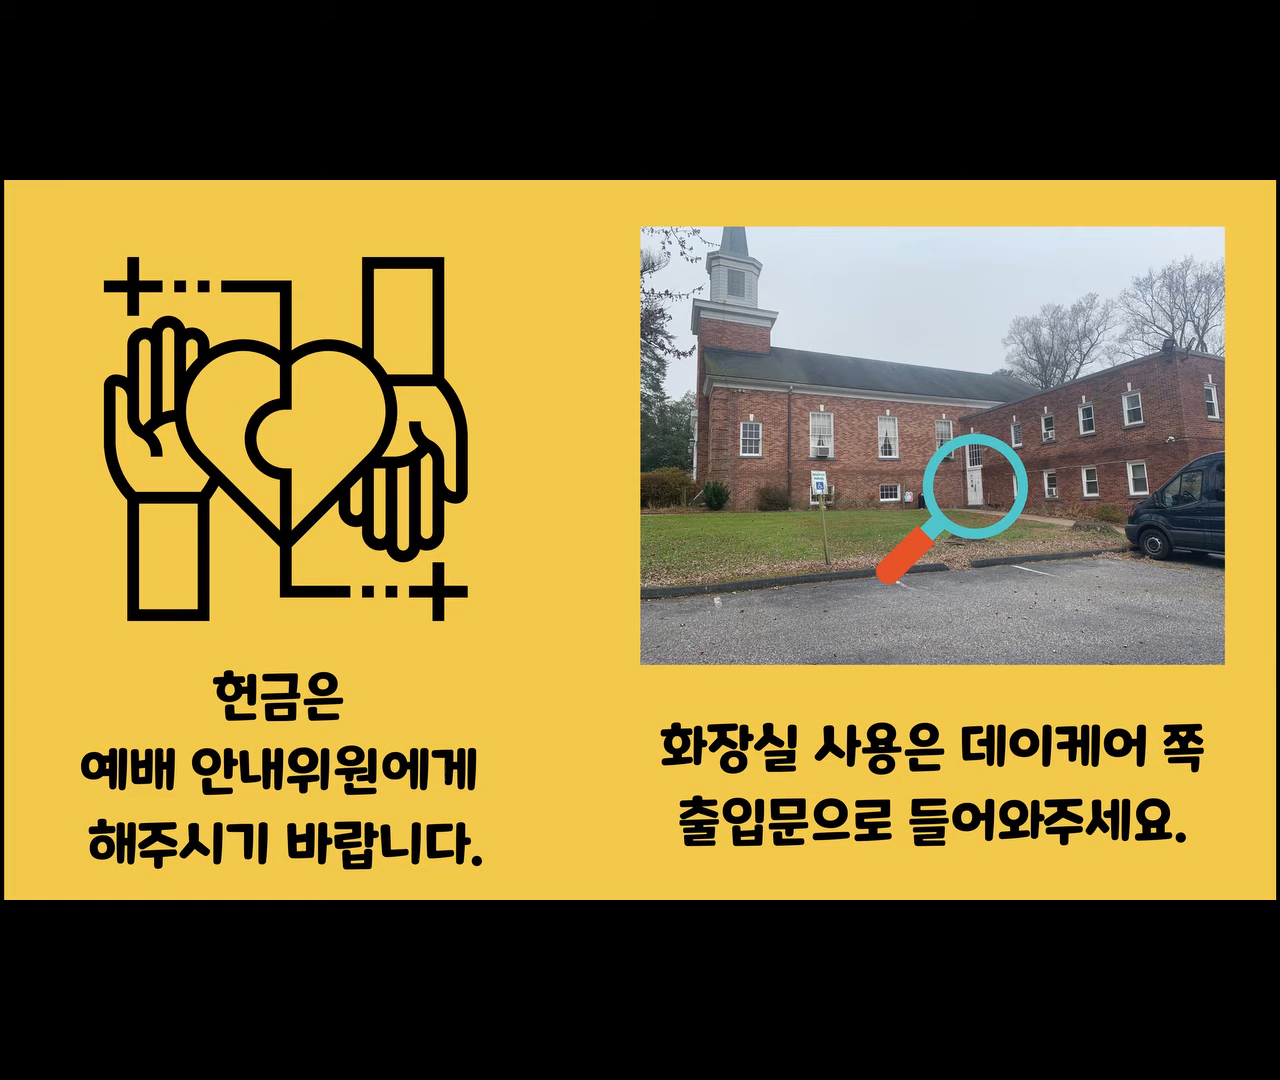 헌금은
예배 안내위원에게
해주시기 바랍니다.
화장실 사용은 데이케어 쪽
출입문으로 들어와주세요.